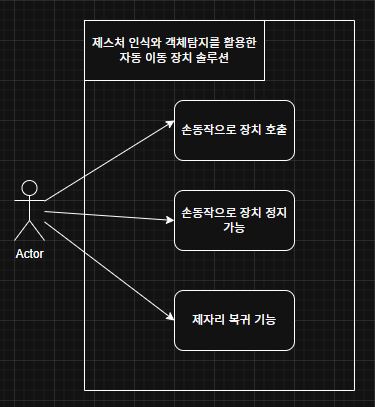 제스처 인식와 객체탐지를 활용한
자동 이동 장치 솔루션
손동작으로 장치 호출
손동작으로 장치 정지
가능
Actor
제자리 복귀 기능